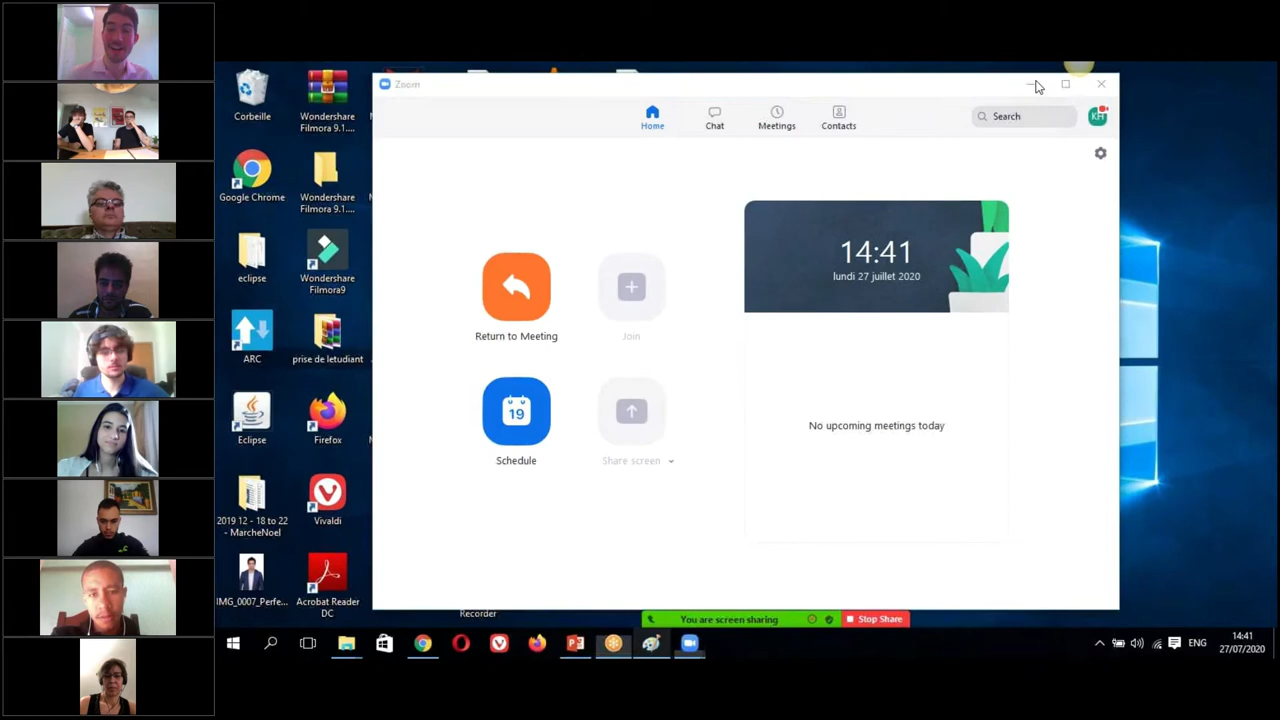 Corbeille
Wondershare
Filmora 9.1....
Google Chrome
Wondershare
Filmora 9.1....
eclipse
Wondershare
Filmora9
ARC
prise de letudiant
Eclipse
Firefox
2019 12 - 18 to 22
- MarcheNoel
Vivaldi
IMG_0007_Perfe...
Acrobat Reader
DC
Recorder
Zoom
Home
Chat
Meetings
Contacts
Search
KH
14:41
lundi 27 juillet 2020
Return to Meeting
Join
19
Schedule
Share screen
No upcoming meetings today
You are screen sharing
Stop Share
ENG
14:41
27/07/2020